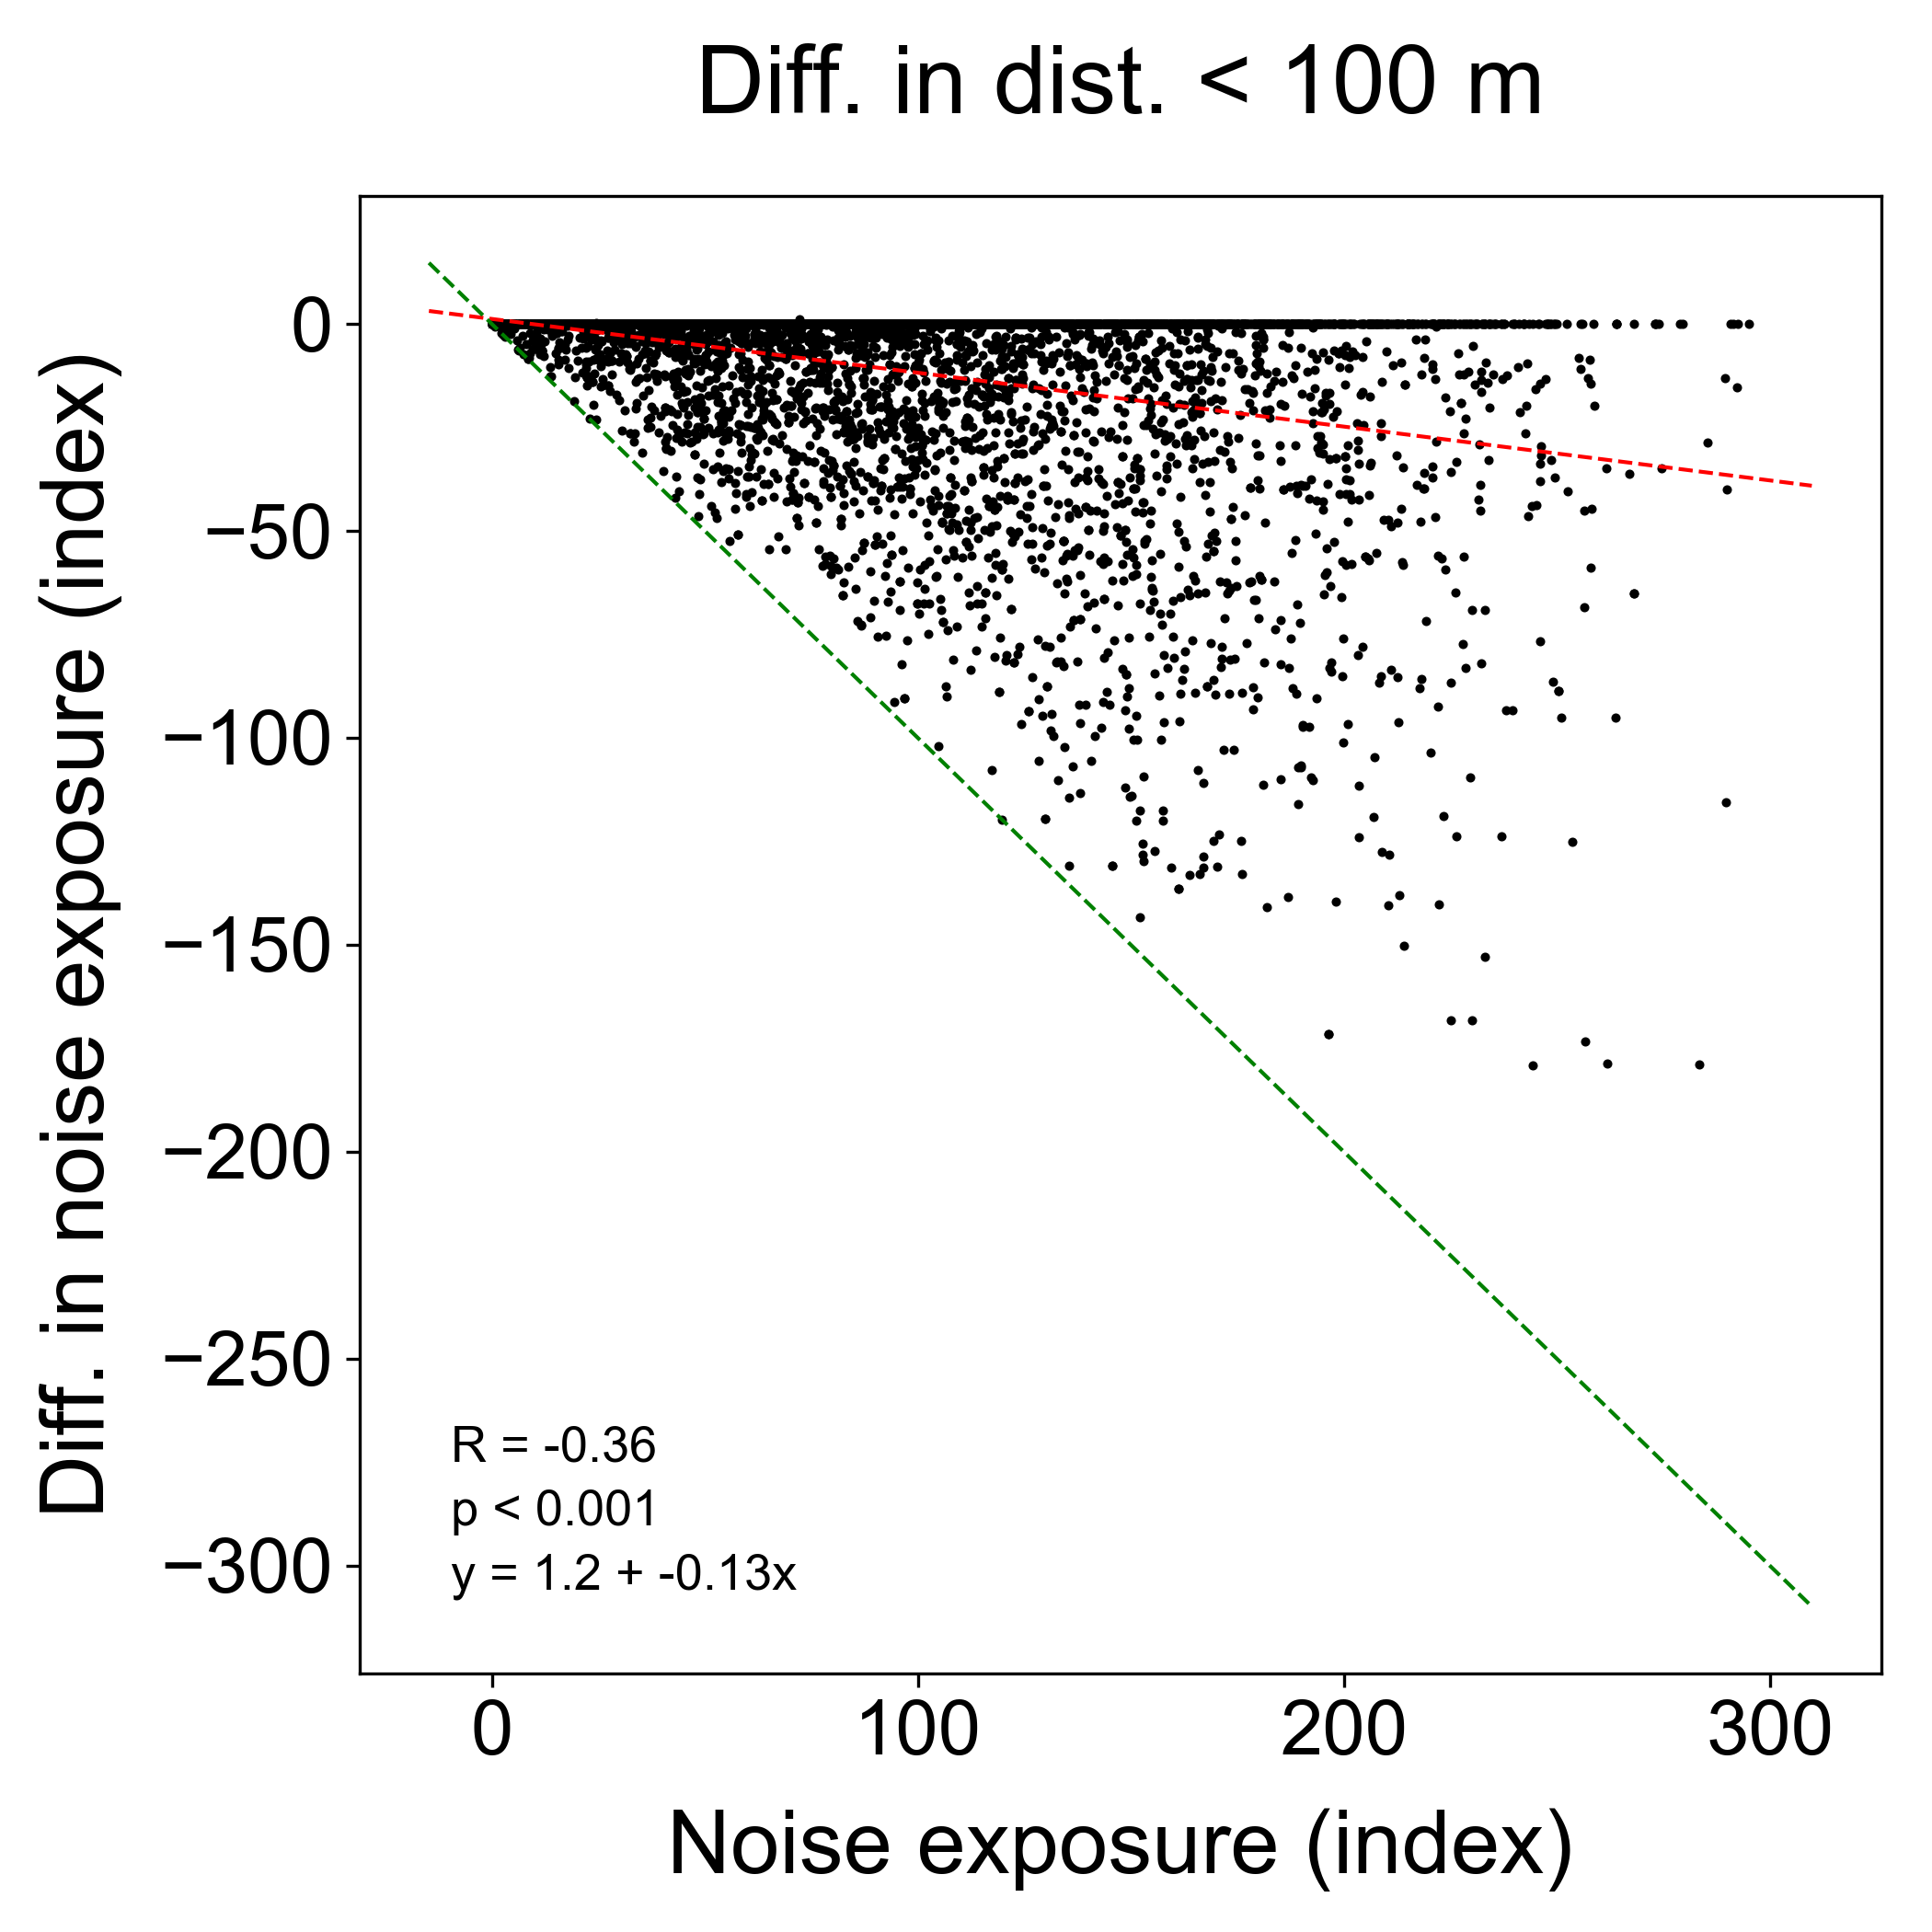 Diff. in dist. < 100 m
Diff. in noise exposure (index)
0
−50
−100
−150
−200
−250
−300
R = -0.36
p < 0.001
y = 1.2 + -0.13x
0
100
200
300
Noise exposure (index)